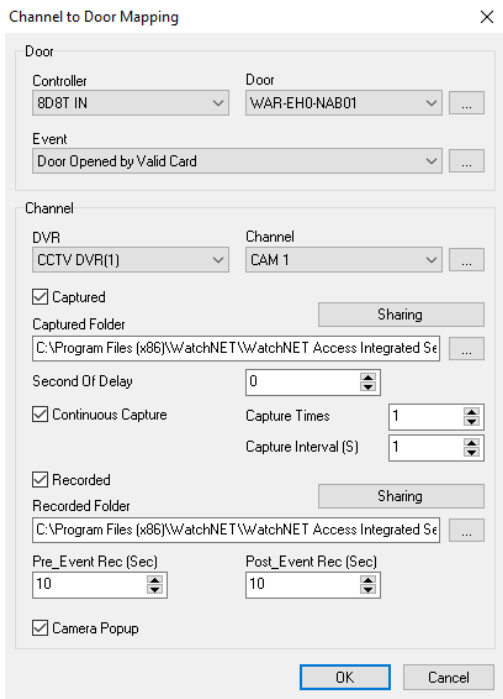 Channel to Door Mapping
Door
Controller
Door
8D8T IN
WAR-EH0-NAB01
...
Event
Door Opened by Valid Card
...
Channel
DVR
Channel
CCTV DVR(1)
CAM 1
...
Captured
Sharing
Captured Folder
C:\Program Files (x86)\WatchNET\WatchNET Access Integrated Se
...
Second Of Delay
0
Continuous Capture
Capture Times
1
Capture Interval (S)
1
Recorded
Sharing
Recorded Folder
C:\Program Files (x86)\WatchNET\WatchNET Access Integrated Se
...
Pre_Event Rec (Sec)
Post_Event Rec (Sec)
10
10
Camera Popup
OK
Cancel